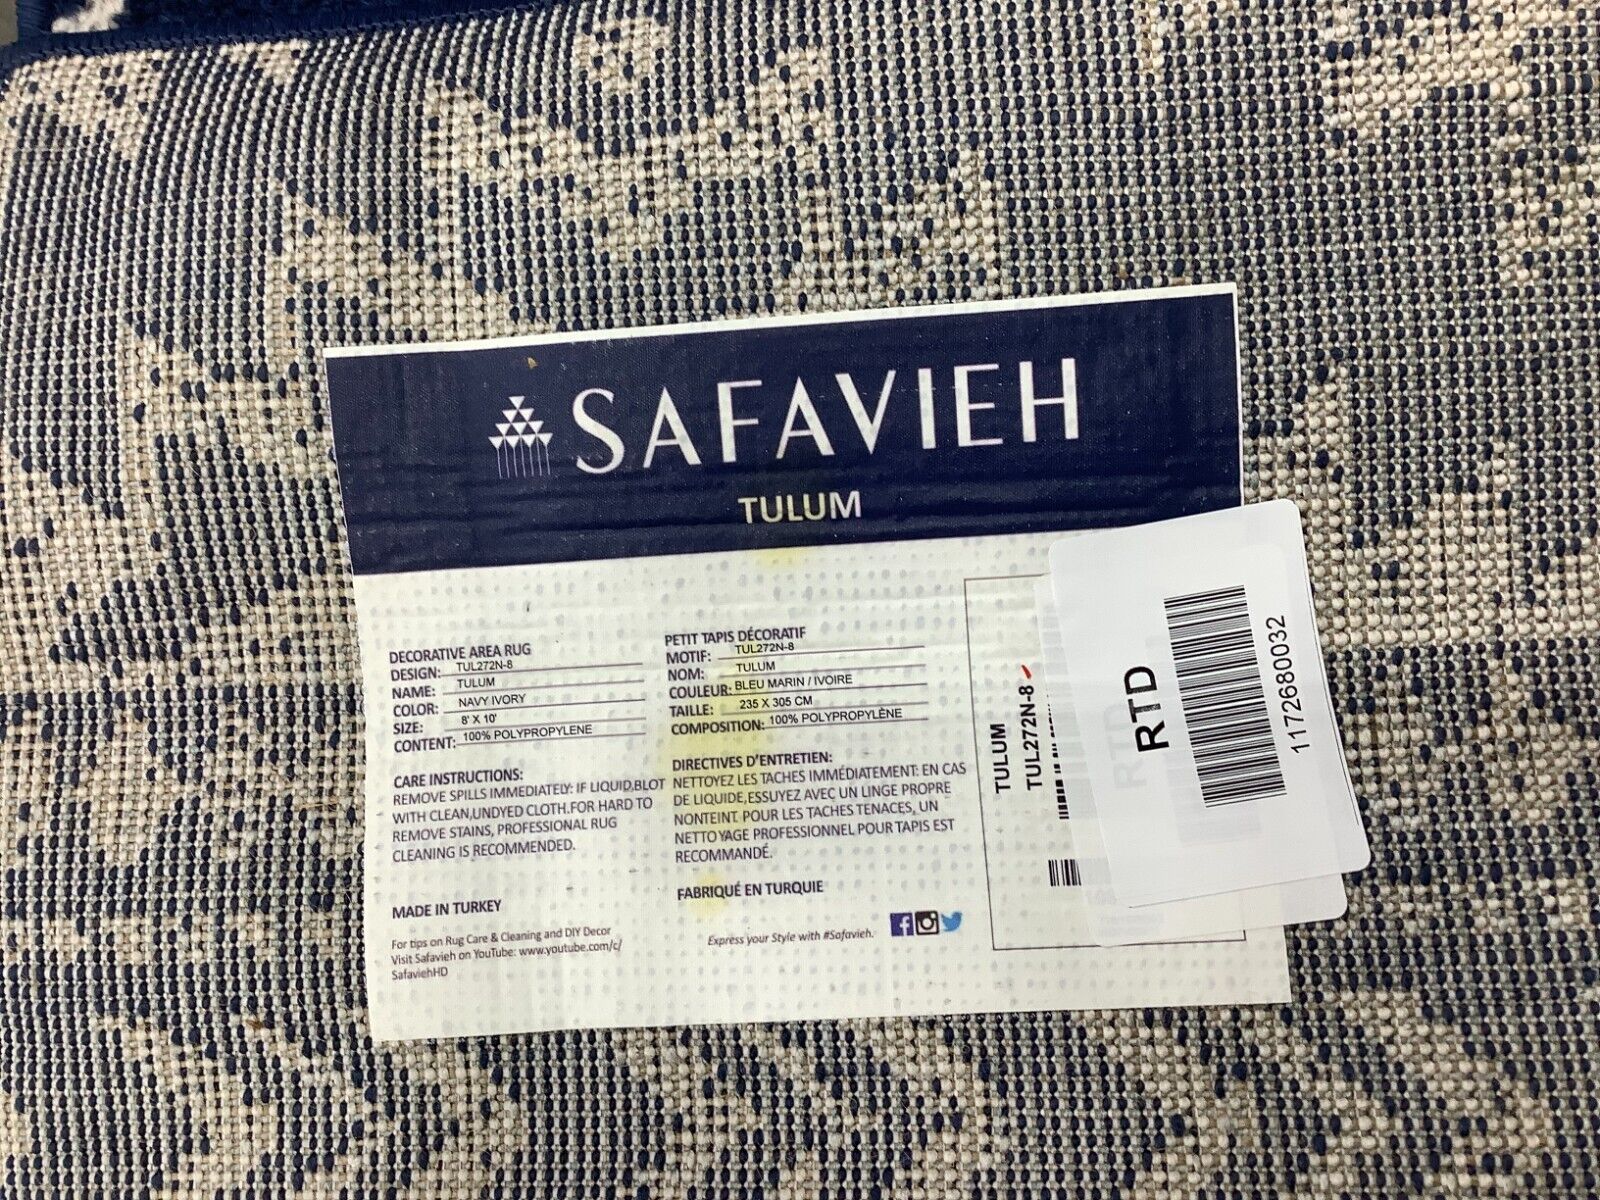 SAFAVIEH
TULUM
DECORATIVE AREA RUG
DESIGN: TUL272N-8
NAME: TULUM
COLOR: NAVY IVORY
SIZE: 8' X 10'
CONTENT: 100% POLYPROPYLENE
CARE INSTRUCTIONS:
REMOVE SPILLS IMMEDIATELY: IF LIQUID.BLOT
WITH CLEAN,UNDYED CLOTH.FOR HARD TO
REMOVE STAINS, PROFESSIONAL RUG
CLEANING IS RECOMMENDED.
MADE IN TURKEY
For tips on Rug Care & Cleaning and DIY Decor
Visit Safavieh on YouTube: www.youtube.com/c/
SafaviehHD
PETIT TAPIS DÉCORATIF
MOTIF: TUL272N-8
NOM: TULUM
COULEUR: BLEU MARIN / IVOIRE
TAILLE: 235 X 305 CM
COMPOSITION: 100% POLYPROPYLÈNE
DIRECTIVES D'ENTRETIEN:
NETTOYEZ LES TACHES IMMÉDIATEMENT: EN CAS
DE LIQUIDE,ESSUYEZ AVEC UN LINGE PROPRE
NONTEINT. POUR LES TACHES TENACES, UN
NETTOYAGE PROFESSIONNEL POUR TAPIS EST
RECOMMANDÉ.
FABRIQUÉ EN TURQUIE
Express your Style with #Safavieh.
TULUM
TUL272N-8
RTD
1172680032